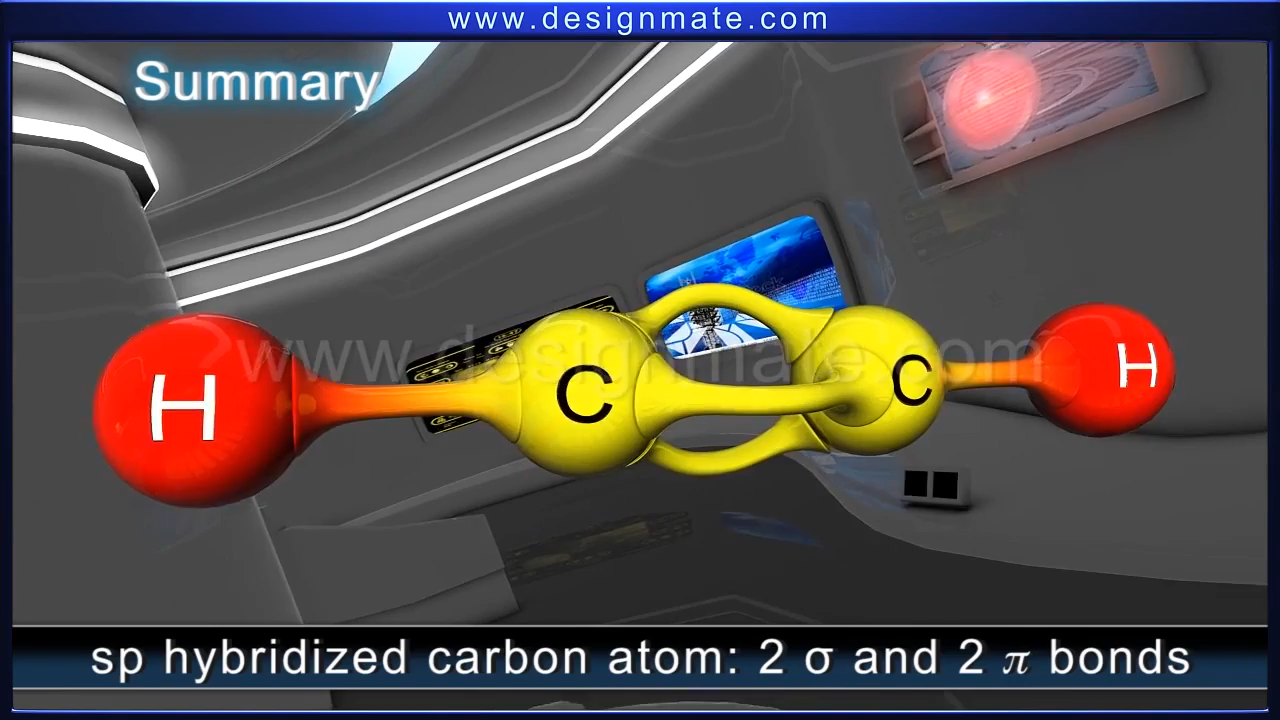 www.designmate.com
Summary
www.designmate.com
H C C H
sp hybridized carbon atom: 2 σ and 2 π bonds